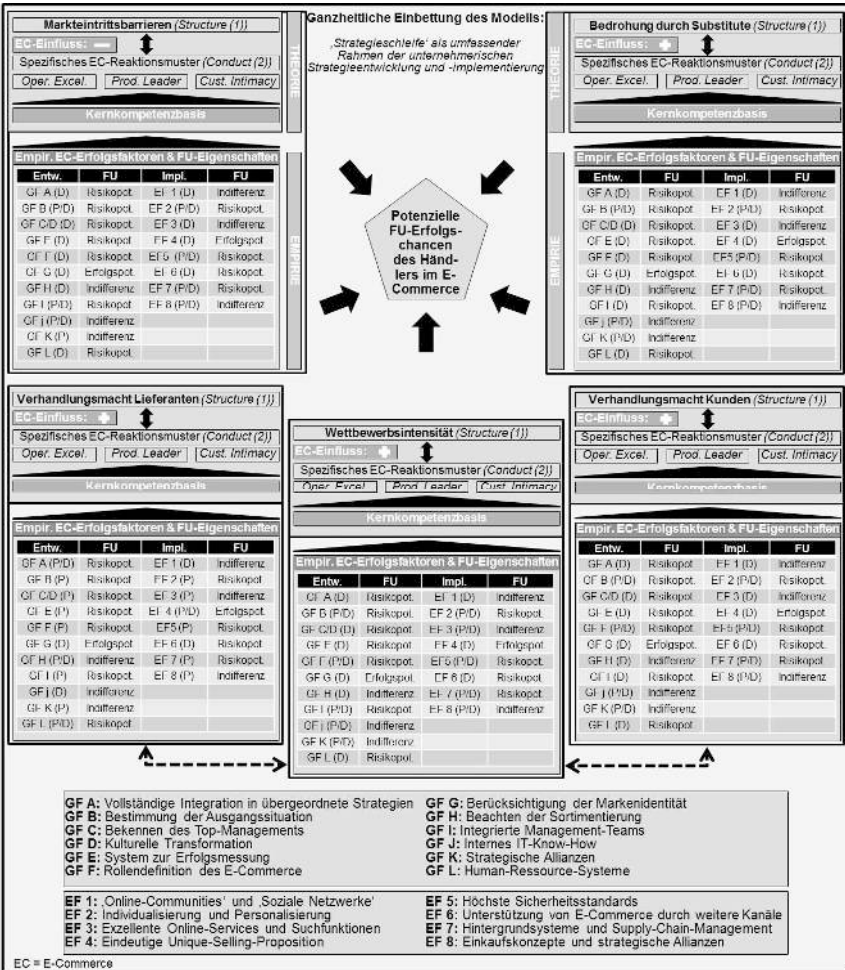 Markteintrittsbarrieren (Structure (1))
EC-Einfluss: −
Spezifisches EC-Reaktionsmuster (Conduct (2))
Oper. Excel. Prod. Leader Cust. Intimacy
Kernkompetenzbasis
THEORIE
Empir. EC-Erfolgsfaktoren & FU-Eigenschaften
Entw. FU Impl. FU
GF A (D) Risikopot. EF 1 (D) Indifferenz
GF B (P/D) Risikopot. EF 2 (P/D) Risikopot.
GF C/D (D) Risikopot. EF 3 (D) Indifferenz
GF E (D) Risikopot. EF 4 (D) Erfolgspot.
GF F (D) Risikopot. EF5 (P/D) Risikopot.
GF G (D) Erfolgspot. EF 6 (D) Risikopot.
GF H (D) Indifferenz EF 7 (P/D) Risikopot.
GF I (P/D) Risikopot. EF 8 (P/D) Indifferenz
GF j (P/D) Indifferenz
GF K (P) Indifferenz
GF L (D) Risikopot.
EMPIRIE
Ganzheitliche Einbettung des Modells:
‚Strategieschleife' als umfassender
Rahmen der unternehmerischen
Strategieentwicklung und -implementierung
Potenzielle
FU-Erfolgs-
chancen
des Händ-
lers im E-
Commerce
Bedrohung durch Substitute (Structure (1))
EC-Einfluss: +
Spezifisches EC-Reaktionsmuster (Conduct (2))
Oper. Excel. Prod. Leader Cust. Intimacy
Kernkompetenzbasis
THEORIE
Empir. EC-Erfolgsfaktoren & FU-Eigenschaften
Entw. FU Impl. FU
GF A (D) Risikopot. EF 1 (D) Indifferenz
GF B (P/D) Risikopot. EF 2 (P/D) Risikopot.
GF C/D (D) Risikopot. EF 3 (D) Indifferenz
GF E (D) Risikopot. EF 4 (D) Erfolgspot.
GF F (D) Risikopot. EF5 (P/D) Risikopot.
GF G (D) Erfolgspot. EF 6 (D) Risikopot.
GF H (D) Indifferenz EF 7 (P/D) Risikopot.
GF I (D) Risikopot. EF 8 (P/D) Indifferenz
GF j (P/D) Indifferenz
GF K (P/D) Indifferenz
GF L (D) Risikopot.
EMPIRIE
Verhandlungsmacht Lieferanten (Structure (1))
EC-Einfluss: +
Spezifisches EC-Reaktionsmuster (Conduct (2))
Oper. Excel. Prod. Leader Cust. Intimacy
Kernkompetenzbasis
Empir. EC-Erfolgsfaktoren & FU-Eigenschaften
Entw. FU Impl. FU
GF A (P/D) Risikopot. EF 1 (D) Indifferenz
GF B (P) Risikopot. EF 2 (P) Risikopot.
GF C/D (P) Risikopot. EF 3 (P) Indifferenz
GF E (P) Risikopot. EF 4 (P/D) Erfolgspot.
GF F (P) Risikopot. EF5 (P) Risikopot.
GF G (D) Erfolgspot. EF 6 (D) Risikopot.
GF H (P/D) Indifferenz EF 7 (P) Risikopot.
GF I (P) Risikopot. EF 8 (P) Indifferenz
GF j (D) Indifferenz
GF K (P) Indifferenz
GF L (P/D) Risikopot.
Wettbewerbsintensität (Structure (1))
EC-Einfluss: +
Spezifisches EC-Reaktionsmuster (Conduct (2))
Oper. Excel. Prod. Leader Cust. Intimacy
Kernkompetenzbasis
Empir. EC-Erfolgsfaktoren & FU-Eigenschaften
Entw. FU Impl. FU
GF A (D) Risikopot. EF 1 (D) Indifferenz
GF B (P/D) Risikopot. EF 2 (P/D) Risikopot.
GF C/D (D) Risikopot. EF 3 (P/D) Indifferenz
GF E (D) Risikopot. EF 4 (D) Erfolgspot.
GF F (P/D) Risikopot. EF5 (P/D) Risikopot.
GF G (D) Erfolgspot. EF 6 (D) Risikopot.
GF H (D) Indifferenz EF 7 (P/D) Risikopot.
GF I (P/D) Risikopot. EF 8 (P/D) Indifferenz
GF j (P/D) Indifferenz
GF K (P/D) Indifferenz
GF L (D) Risikopot.
Verhandlungsmacht Kunden (Structure (1))
EC-Einfluss: +
Spezifisches EC-Reaktionsmuster (Conduct (2))
Oper. Excel. Prod. Leader Cust. Intimacy
Kernkompetenzbasis
Empir. EC-Erfolgsfaktoren & FU-Eigenschaften
Entw. FU Impl. FU
GF A (D) Risikopot. EF 1 (D) Indifferenz
GF B (P/D) Risikopot. EF 2 (P/D) Risikopot.
GF C/D (D) Risikopot. EF 3 (D) Indifferenz
GF E (D) Risikopot. EF 4 (D) Erfolgspot.
GF F (P/D) Risikopot. EF5 (P/D) Risikopot.
GF G (D) Erfolgspot. EF 6 (D) Risikopot.
GF H (D) Indifferenz EF 7 (P/D) Risikopot.
GF I (D) Risikopot. EF 8 (P/D) Indifferenz
GF j (P/D) Indifferenz
GF K (P/D) Indifferenz
GF L (D) Risikopot.
GF A: Vollständige Integration in übergeordnete Strategien
GF B: Bestimmung der Ausgangssituation
GF C: Bekennen des Top-Managements
GF D: Kulturelle Transformation
GF E: System zur Erfolgsmessung
GF F: Rollendefinition des E-Commerce
GF G: Berücksichtigung der Markenidentität
GF H: Beachten der Sortimentierung
GF I: Integrierte Management-Teams
GF J: Internes IT-Know-How
GF K: Strategische Allianzen
GF L: Human-Ressource-Systeme
EF 1: ‚Online-Communities' und ‚Soziale Netzwerke'
EF 2: Individualisierung und Personalisierung
EF 3: Exzellente Online-Services und Suchfunktionen
EF 4: Eindeutige Unique-Selling-Proposition
EF 5: Höchste Sicherheitsstandards
EF 6: Unterstützung von E-Commerce durch weitere Kanäle
EF 7: Hintergrundsysteme und Supply-Chain-Management
EF 8: Einkaufskonzepte und strategische Allianzen
EC = E-Commerce